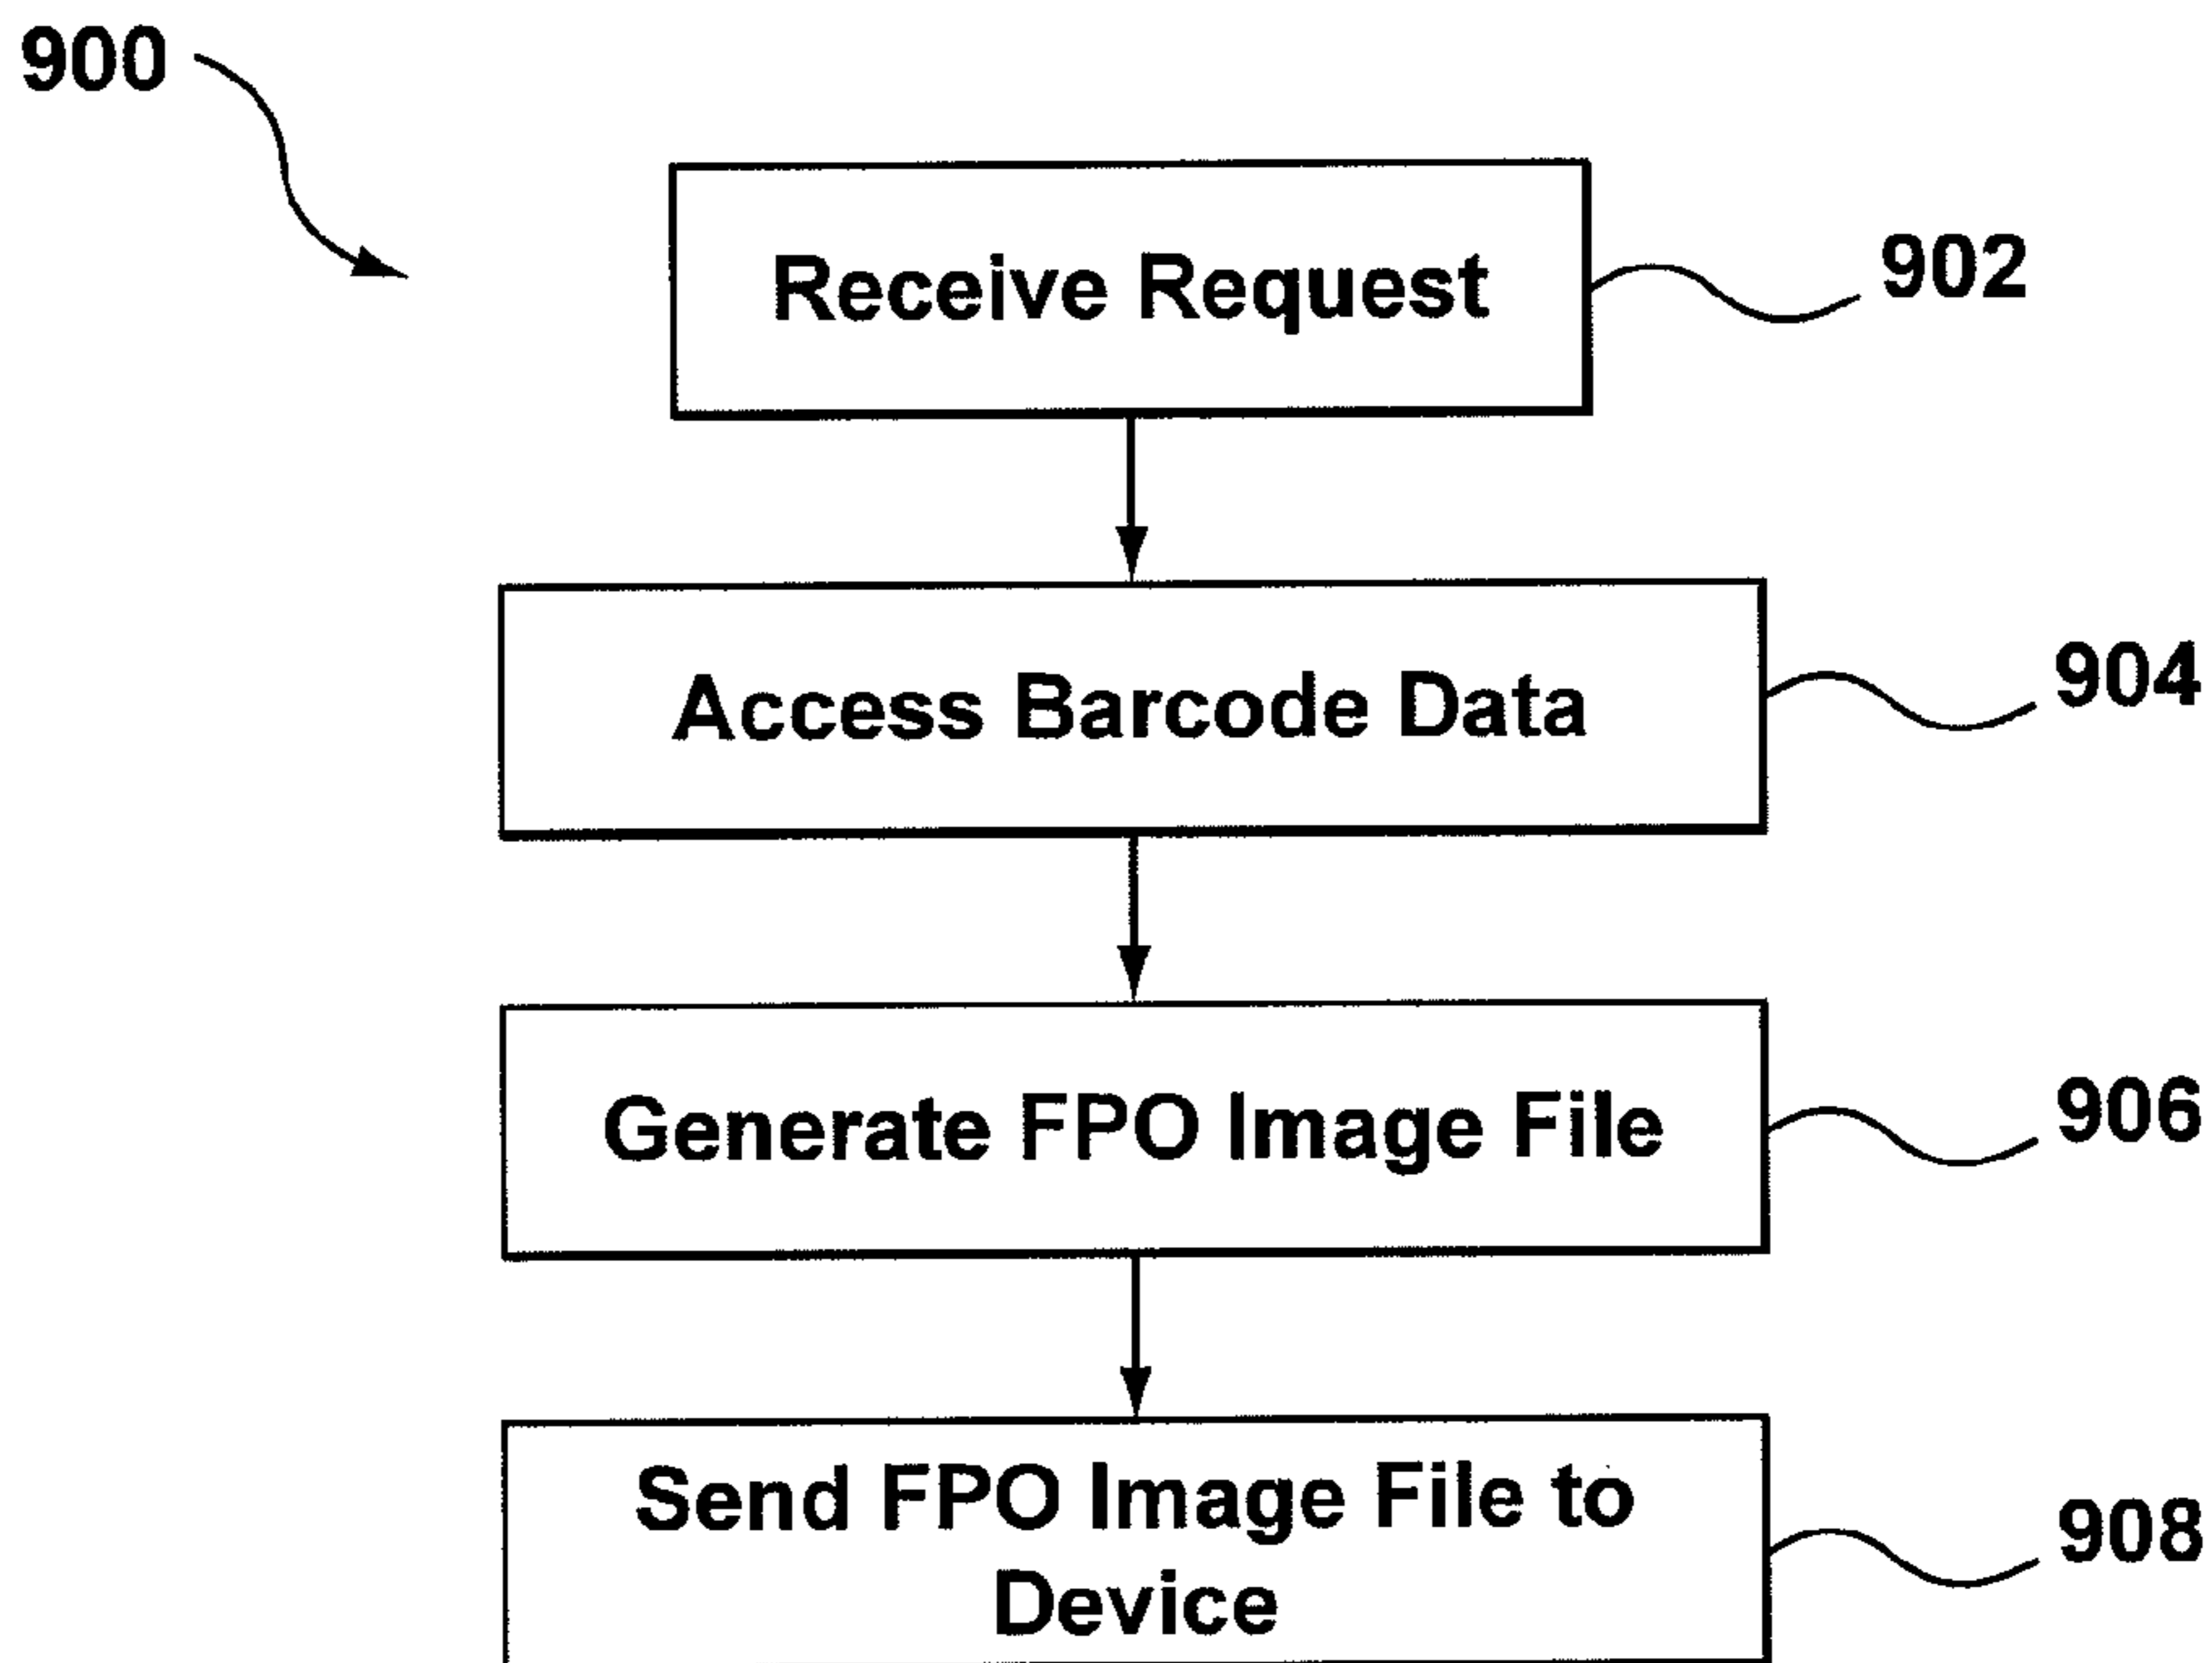 900
Receive Request
902
Access Barcode Data
904
Generate FPO Image File
906
Send FPO Image File to
Device
908